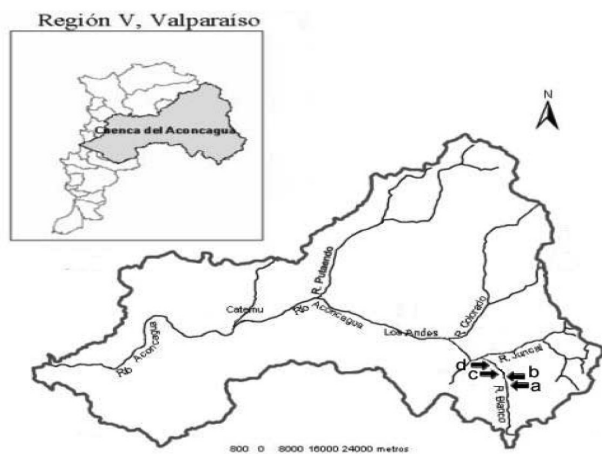 Región V, Valparaíso
Cuenca del Aconcagua
N
R. Putaendo
Catemu
Río Aconcagua
Río Aconcagua
Los Andes
R. Colorado
R. Juncal
d
c
b
a
R. Blanco
800 0 8000 16000 24000 metros